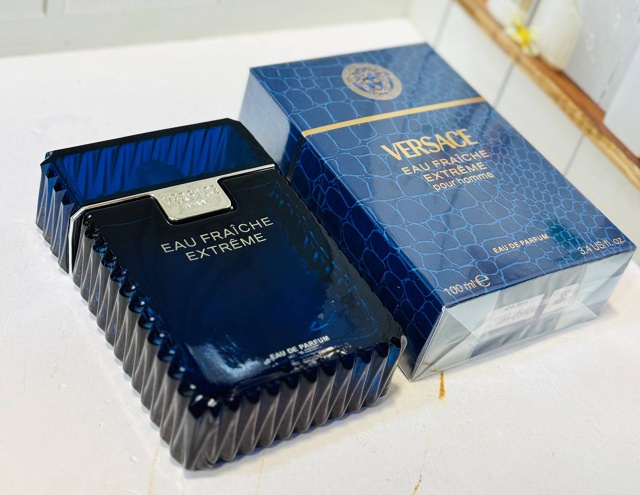 EAU FRAÎCHE
EXTRÊME
EAU DE PARFUM
VERSACE
EAU FRAÎCHE
EXTRÊME
pour homme
EAU DE PARFUM
100 ml e 3.4 US fl. oz.